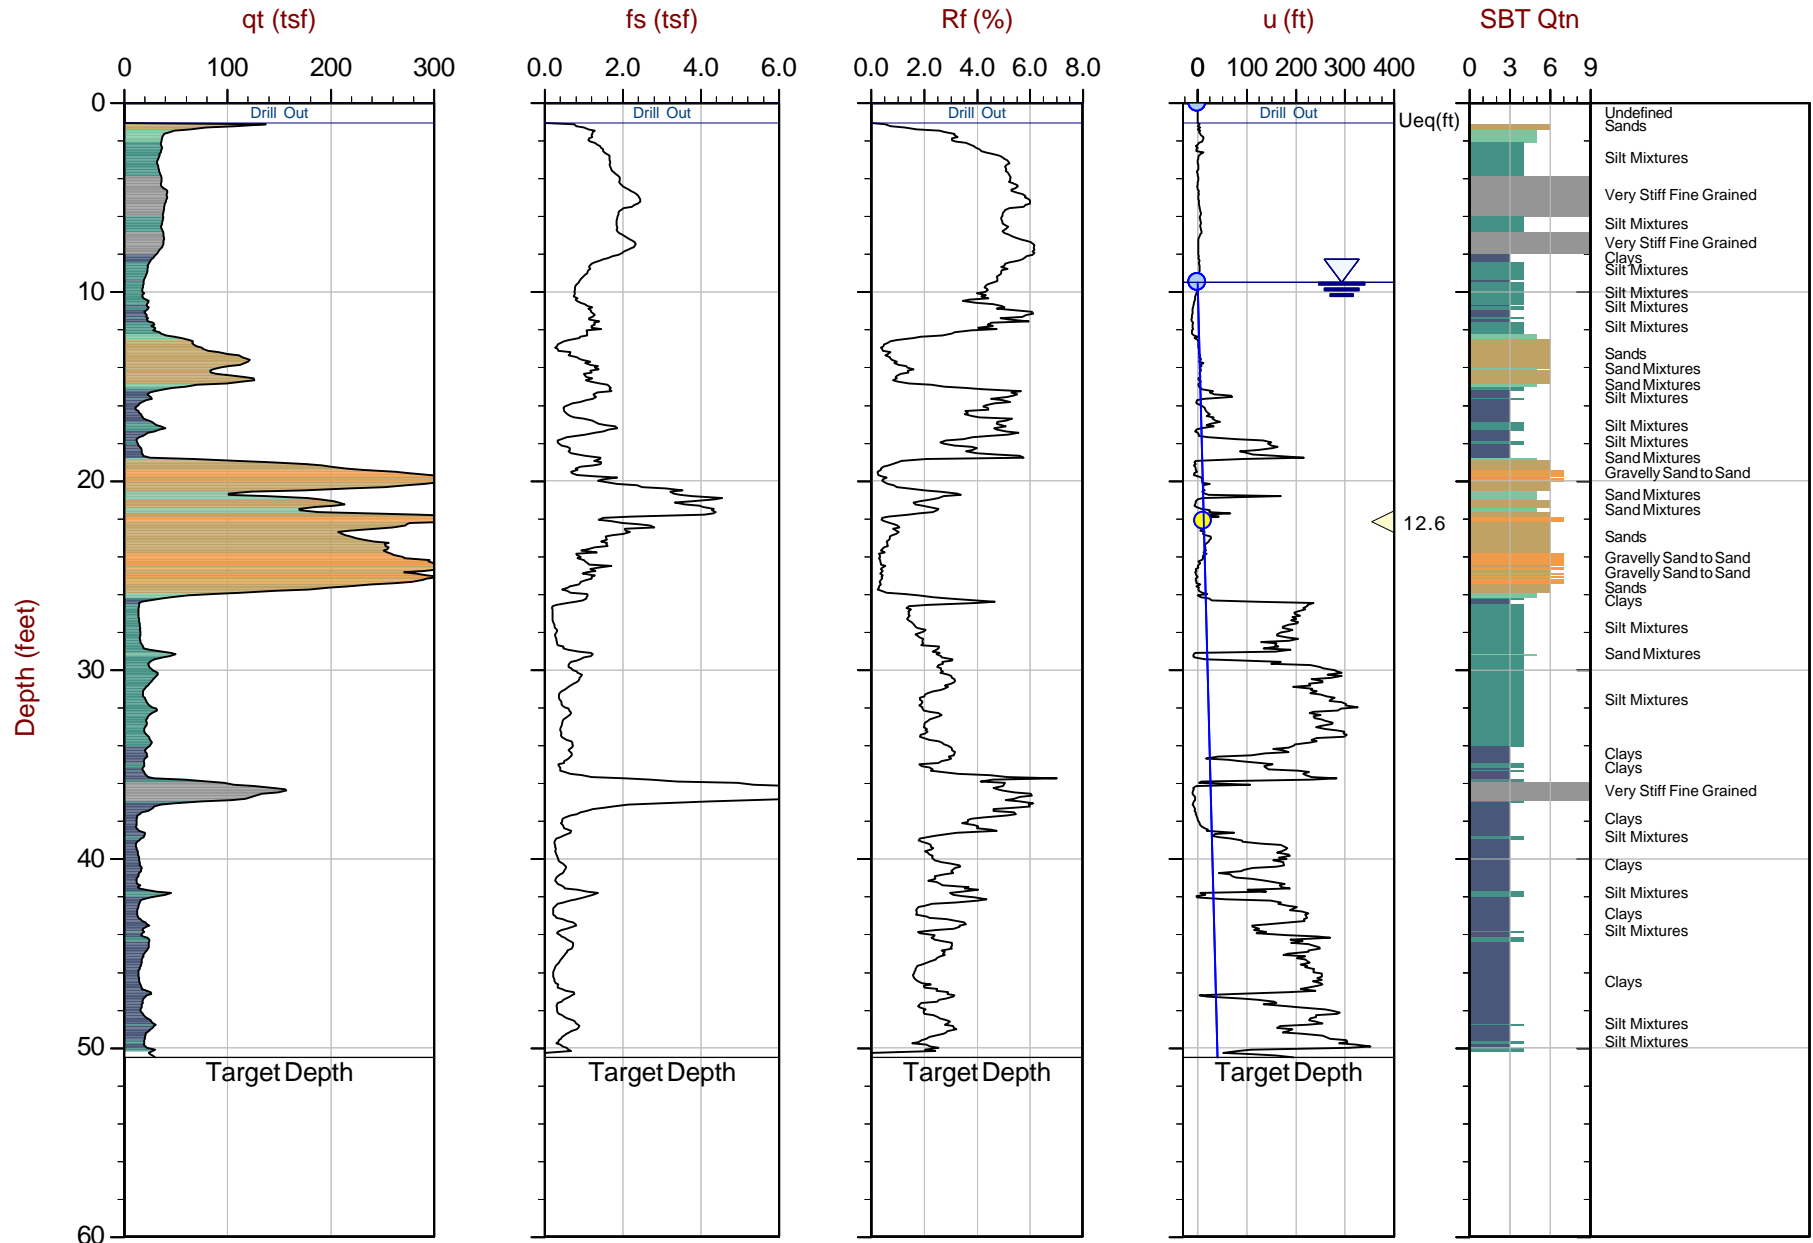 qt (tsf) fs (tsf) Rf (%) u (ft) SBT Qtn
0 100 200 300 0.0 2.0 4.0 6.0 0.0 2.0 4.0 6.0 8.0 0 100 200 300 400 0 3 6 9
0
Drill Out Drill Out Drill Out Drill Out
Ueq(ft)
Undefined
Sands
Silt Mixtures
Very Stiff Fine Grained
Silt Mixtures
Very Stiff Fine Grained
Clays
Silt Mixtures
10
Silt Mixtures
Silt Mixtures
Silt Mixtures
Sands
Sand Mixtures
Sand Mixtures
Silt Mixtures
Silt Mixtures
Silt Mixtures
Sand Mixtures
Gravelly Sand to Sand
20
Sand Mixtures
Sand Mixtures
12.6
Sands
Gravelly Sand to Sand
Gravelly Sand to Sand
Sands
Clays
Silt Mixtures
Sand Mixtures
30
Depth (feet)
Silt Mixtures
Clays
Clays
Very Stiff Fine Grained
Clays
Silt Mixtures
40
Clays
Silt Mixtures
Clays
Silt Mixtures
Clays
Silt Mixtures
Silt Mixtures
50
Target Depth Target Depth Target Depth Target Depth
60